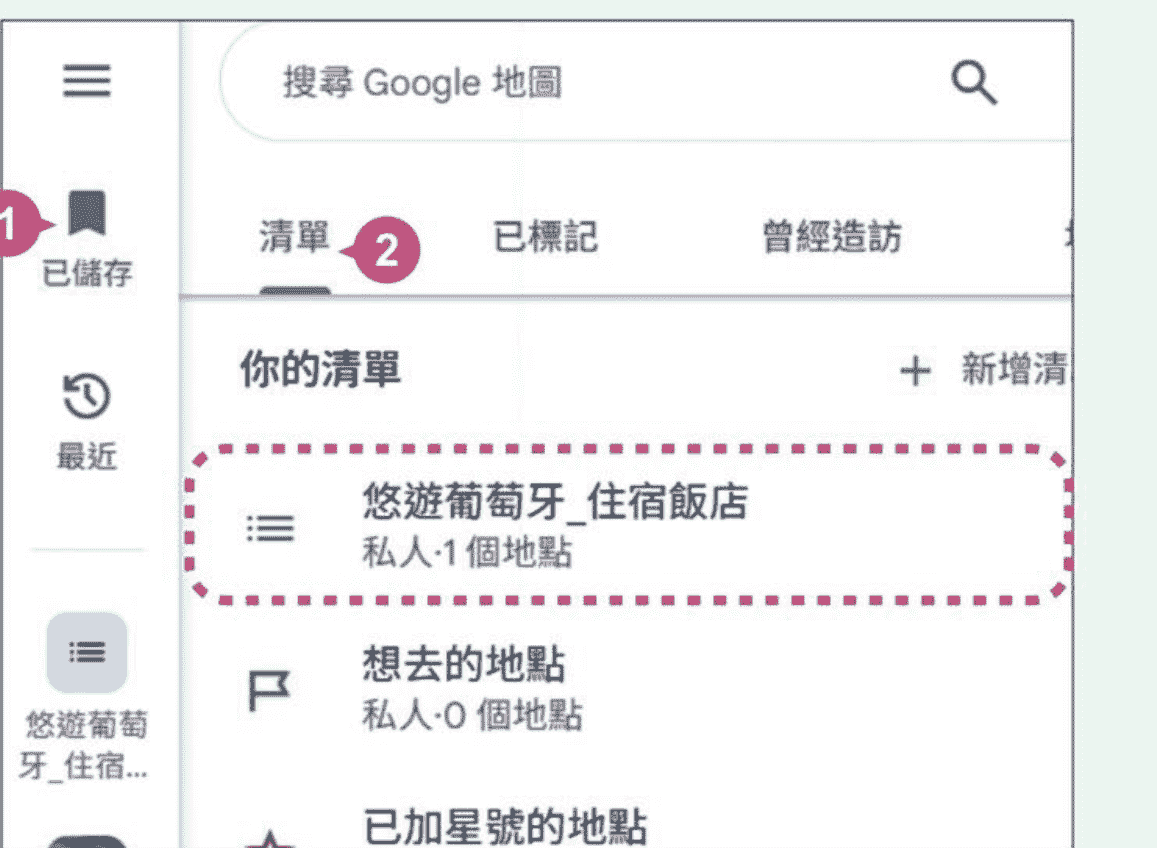 搜尋 Google 地圖
1
已儲存
清單
2
已標記
曾經造訪
最近
你的清單
+ 新增清
悠遊葡萄牙_住宿飯店
私人·1 個地點
想去的地點
私人·0 個地點
悠遊葡萄
牙_住宿...
已加星號的地點